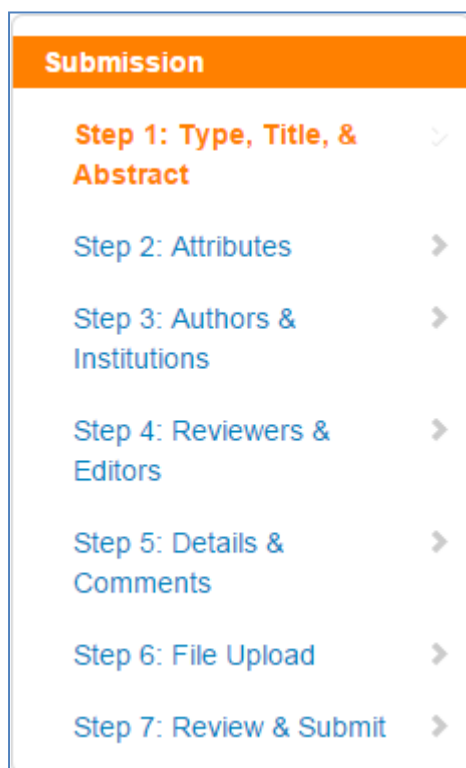 Submission
Step 1: Type, Title, &
Abstract
Step 2: Attributes
Step 3: Authors &
Institutions
Step 4: Reviewers &
Editors
Step 5: Details &
Comments
Step 6: File Upload
Step 7: Review & Submit